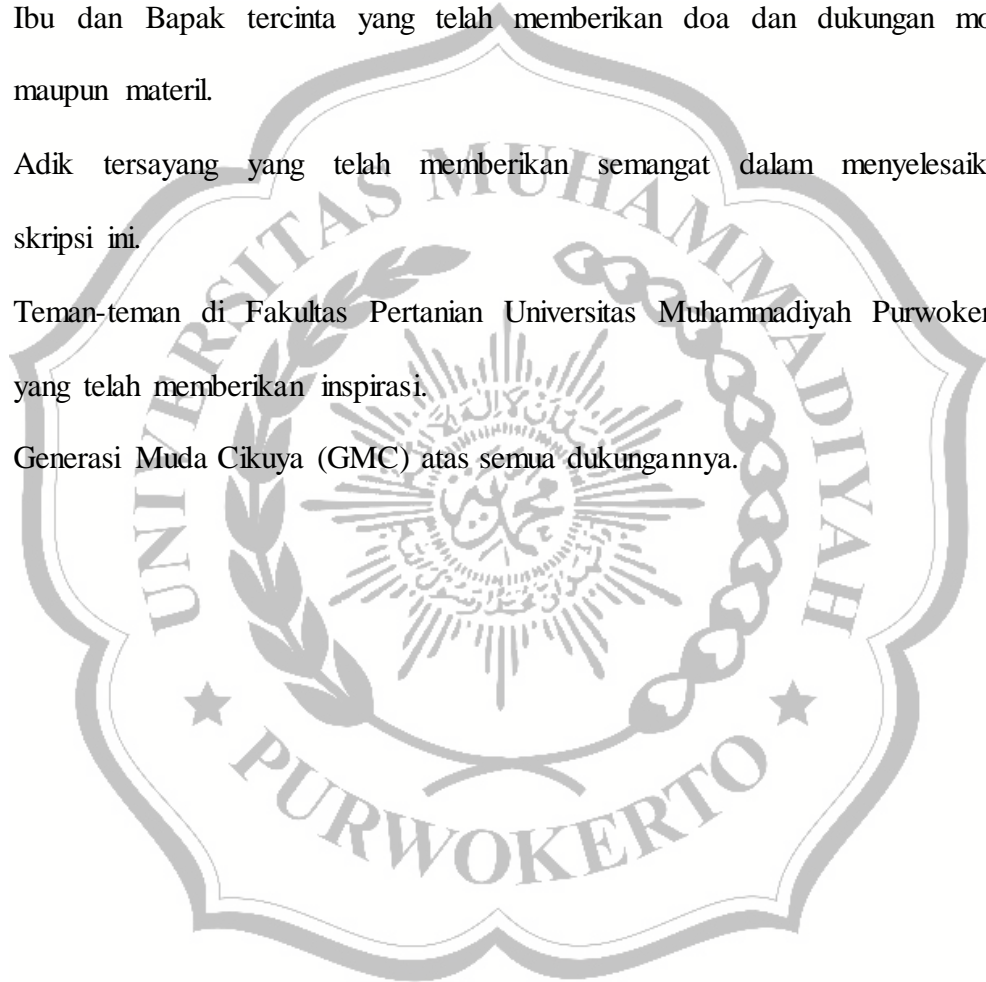 Ibu dan Bapak tercinta yang telah memberikan doa dan dukungan mo
maupun materil.
Adik tersayang yang telah memberikan semangat dalam menyelesaik
skripsi ini.
Teman-teman di Fakultas Pertanian Universitas Muhammadiyah Purwoker
yang telah memberikan inspirasi.
Generasi Muda Cikuya (GMC) atas semua dukungannya.
UNIVERSITAS MUHAMMADIYAH
PURWOKERTO